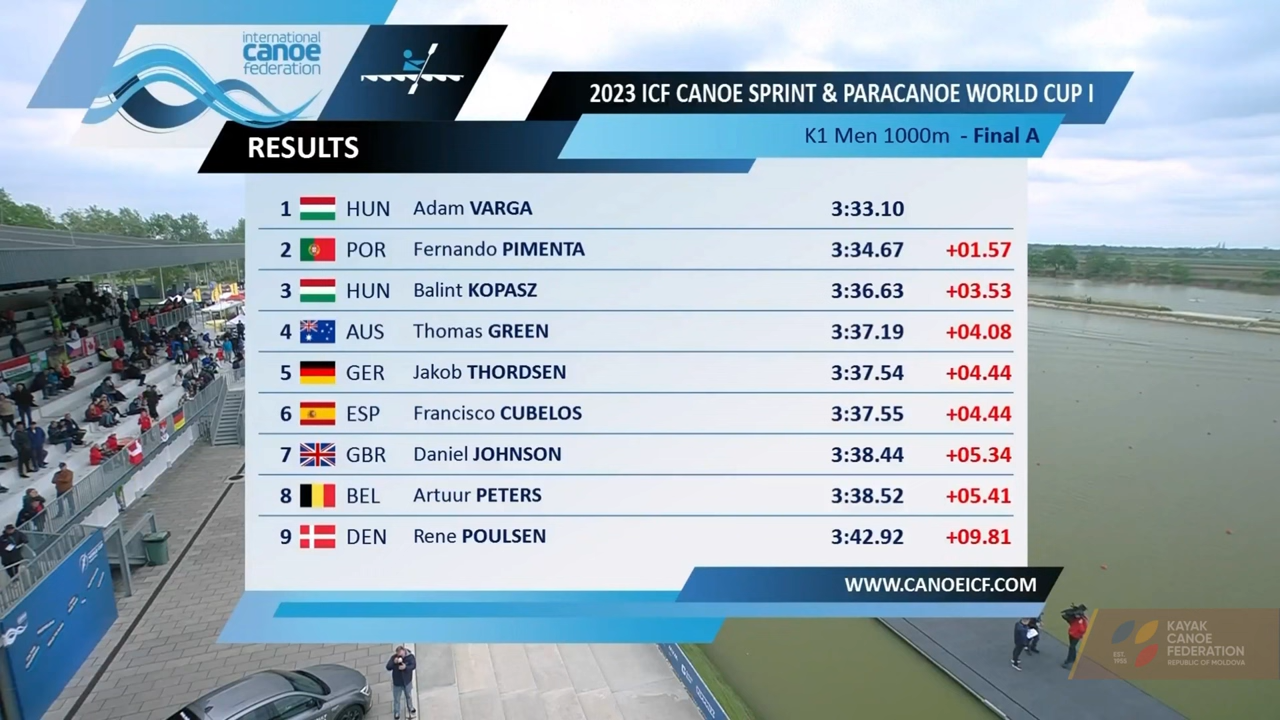 international
canoe
federation
2023 ICF CANOE SPRINT & PARACANOE WORLD CUP I
K1 Men 1000m - Final A
RESULTS
1 HUN Adam VARGA 3:33.10
2 POR Fernando PIMENTA 3:34.67 +01.57
3 HUN Balint KOPASZ 3:36.63 +03.53
4 AUS Thomas GREEN 3:37.19 +04.08
5 GER Jakob THORDSEN 3:37.54 +04.44
6 ESP Francisco CUBELOS 3:37.55 +04.44
7 GBR Daniel JOHNSON 3:38.44 +05.34
8 BEL Artuur PETERS 3:38.52 +05.41
9 DEN Rene POULSEN 3:42.92 +09.81
WWW.CANOEICF.COM
KAYAK
CANOE
FEDERATION
REPUBLIC OF MOLDOVA
EST.